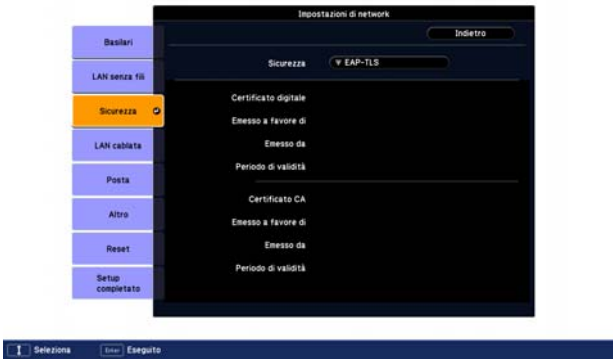 Impostazioni di network
Indietro
Basilari
LAN senza fili
Sicurezza
LAN cablata
Posta
Altro
Reset
Setup
completato
Sicurezza EAP-TLS
Certificato digitale
Emesso a favore di
Emesso da
Periodo di validità
Certificato CA
Emesso a favore di
Emesso da
Periodo di validità
Seleziona Enter Eseguito